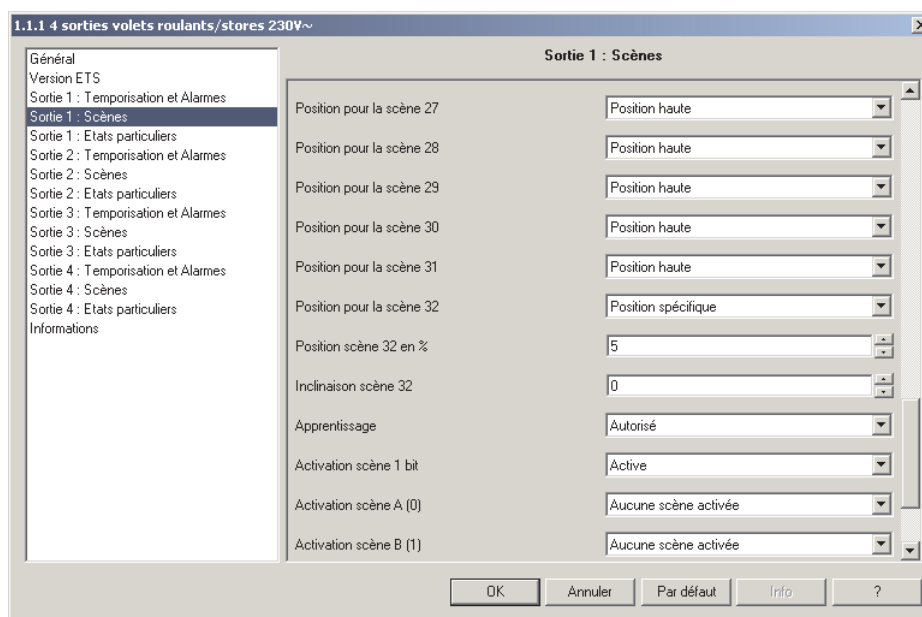 1.1.1 4 sorties volets roulants/stores 230V~
Général
Version ETS
Sortie 1 : Temporisation et Alarmes
Sortie 1 : Scènes
Sortie 1 : Etats particuliers
Sortie 2 : Temporisation et Alarmes
Sortie 2 : Scènes
Sortie 2 : Etats particuliers
Sortie 3 : Temporisation et Alarmes
Sortie 3 : Scènes
Sortie 3 : Etats particuliers
Sortie 4 : Temporisation et Alarmes
Sortie 4 : Scènes
Sortie 4 : Etats particuliers
Informations
Sortie 1 : Scènes
Position pour la scène 27 Position haute
Position pour la scène 28 Position haute
Position pour la scène 29 Position haute
Position pour la scène 30 Position haute
Position pour la scène 31 Position haute
Position pour la scène 32 Position spécifique
Position scène 32 en % 5
Inclinaison scène 32 0
Apprentissage Autorisé
Activation scène 1 bit Active
Activation scène A (0) Aucune scène activée
Activation scène B (1) Aucune scène activée
OK Annuler Par défaut Info ?